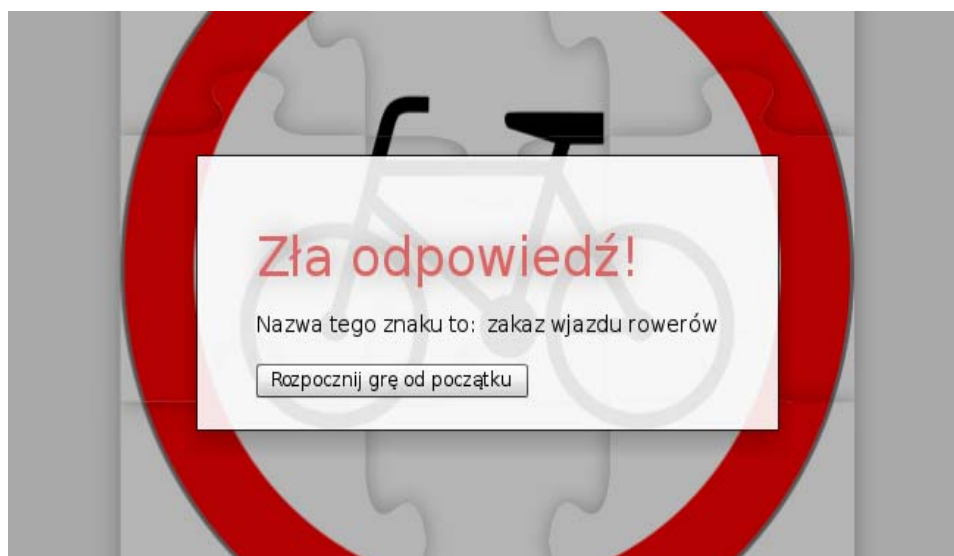 Zła odpowiedź!
Nazwa tego znaku to: zakaz wjazdu rowerów
Rozpocznij grę od początku